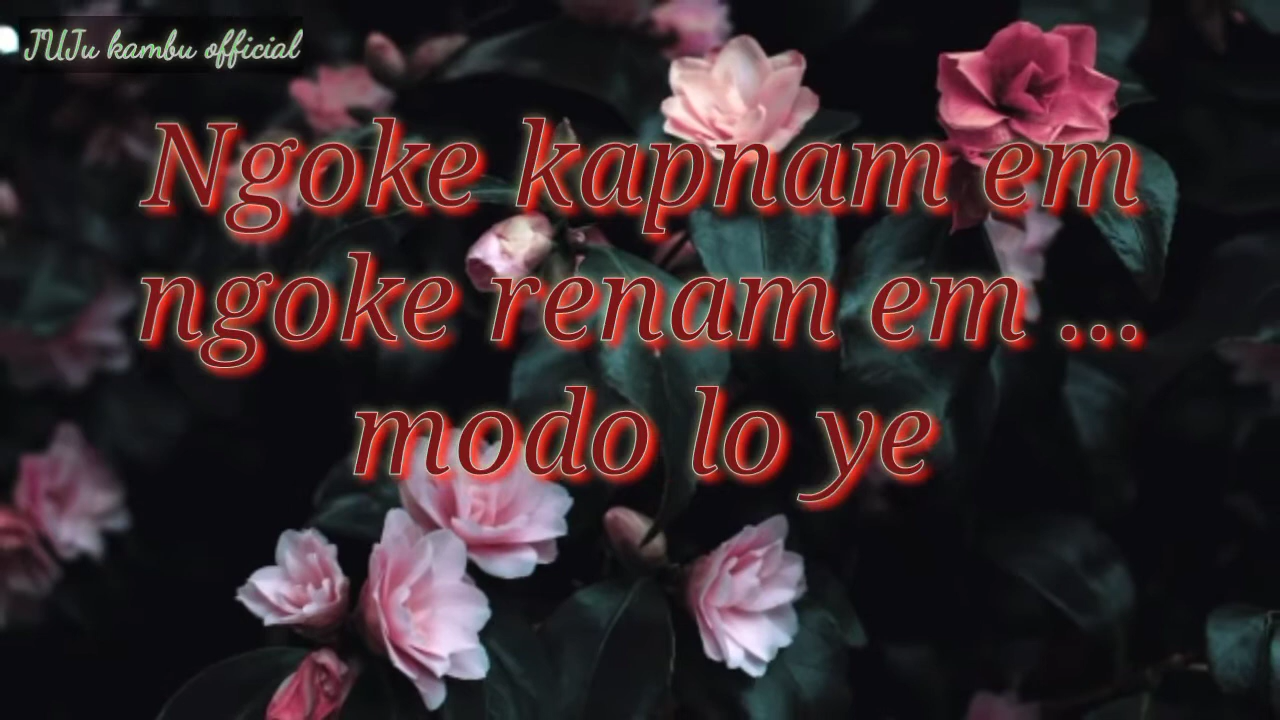 JUJu kambu official
Ngoke kapnam em
ngoke renam em ...
modo lo ye